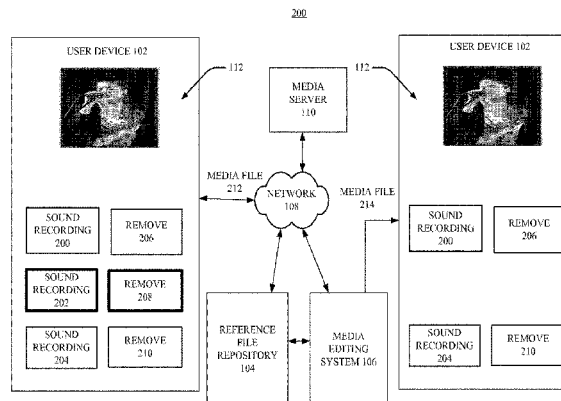 200
USER DEVICE 102
112
MEDIA
SERVER
110
112
USER DEVICE 102
MEDIA FILE
212
NETWORK
108
MEDIA FILE
214
SOUND
RECORDING
200
REMOVE
206
SOUND
RECORDING
202
REMOVE
208
SOUND
RECORDING
204
REMOVE
210
REFERENCE
FILE
REPOSITORY
104
MEDIA
EDITING
SYSTEM 106
SOUND
RECORDING
200
REMOVE
206
SOUND
RECORDING
204
REMOVE
210